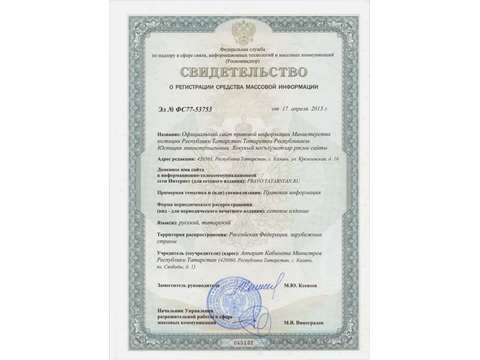 Федеральная служба
по надзору в сфере связи, информационных технологий и массовых коммуникаций
(Роскомнадзор)
СВИДЕТЕЛЬСТВО
О РЕГИСТРАЦИИ СРЕДСТВА МАССОВОЙ ИНФОРМАЦИИ
Эл № ФС77-53753
от 17 апреля 2013 г.
Название: Официальный сайт правовой информации Министерства
юстиции Республики Татарстан Татарстан Республикасы
Юстиция министрлыгының Хокукый мәгълүматлар рәсми сайты
Адрес редакции: 420503, Республика Татарстан, г. Казань, ул. Кремлевская, д. 16
Доменное имя сайта
в информационно-телекоммуникационной
сети Интернет (для сетевого издания): PRAVO.TATARSTAN.RU
Примерная тематика и (или) специализация: Правовая информация
Форма периодического распространения
(вид - для периодического печатного издания): сетевое издание
Язык(и): русский, татарский
Территория распространения: Российская Федерация, зарубежные
страны
Учредитель (соучредители) (адрес): Аппарат Кабинета Министров
Республики Татарстан (420060, Республика Татарстан, г. Казань,
пл. Свободы, д. 1)
Заместитель руководителя
М.Ю. Ксензов
Начальник Управления
разрешительной работы в сфере
массовых коммуникаций
М.В. Виноградов